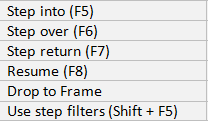 Step into (F5)
Step over (F6)
Step return (F7)
Resume (F8)
Drop to Frame
Use step filters (Shift + F5)